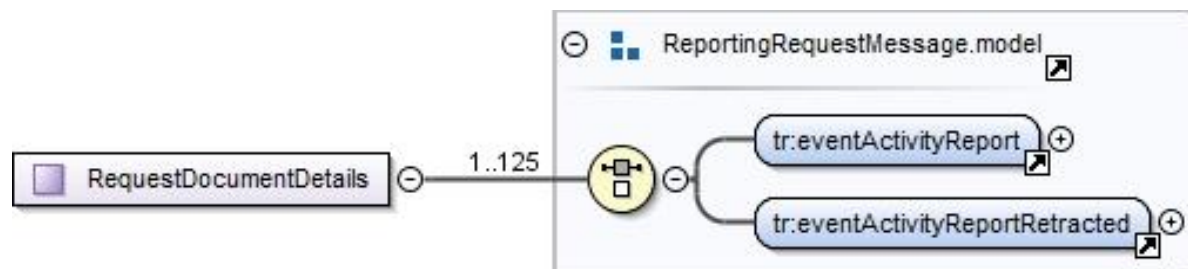 ReportingRequestMessage.model
tr:eventActivityReport
RequestDocumentDetails
1..125
tr:eventActivityReportRetracted